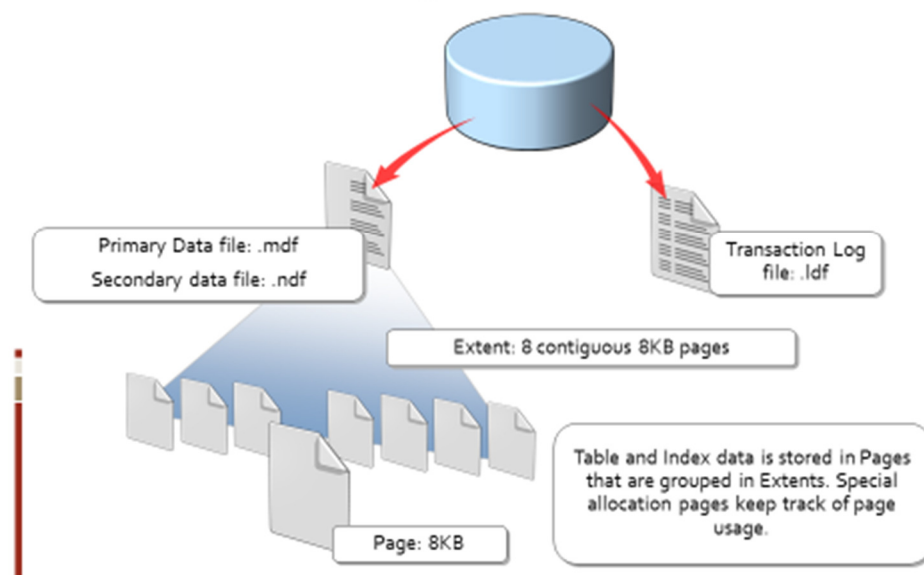 Primary Data file: .mdf
Secondary data file: .ndf
Transaction Log
file: .ldf
Extent: 8 contiguous 8KB pages
Table and Index data is stored in Pages
that are grouped in Extents. Special
allocation pages keep track of page
usage.
Page: 8KB